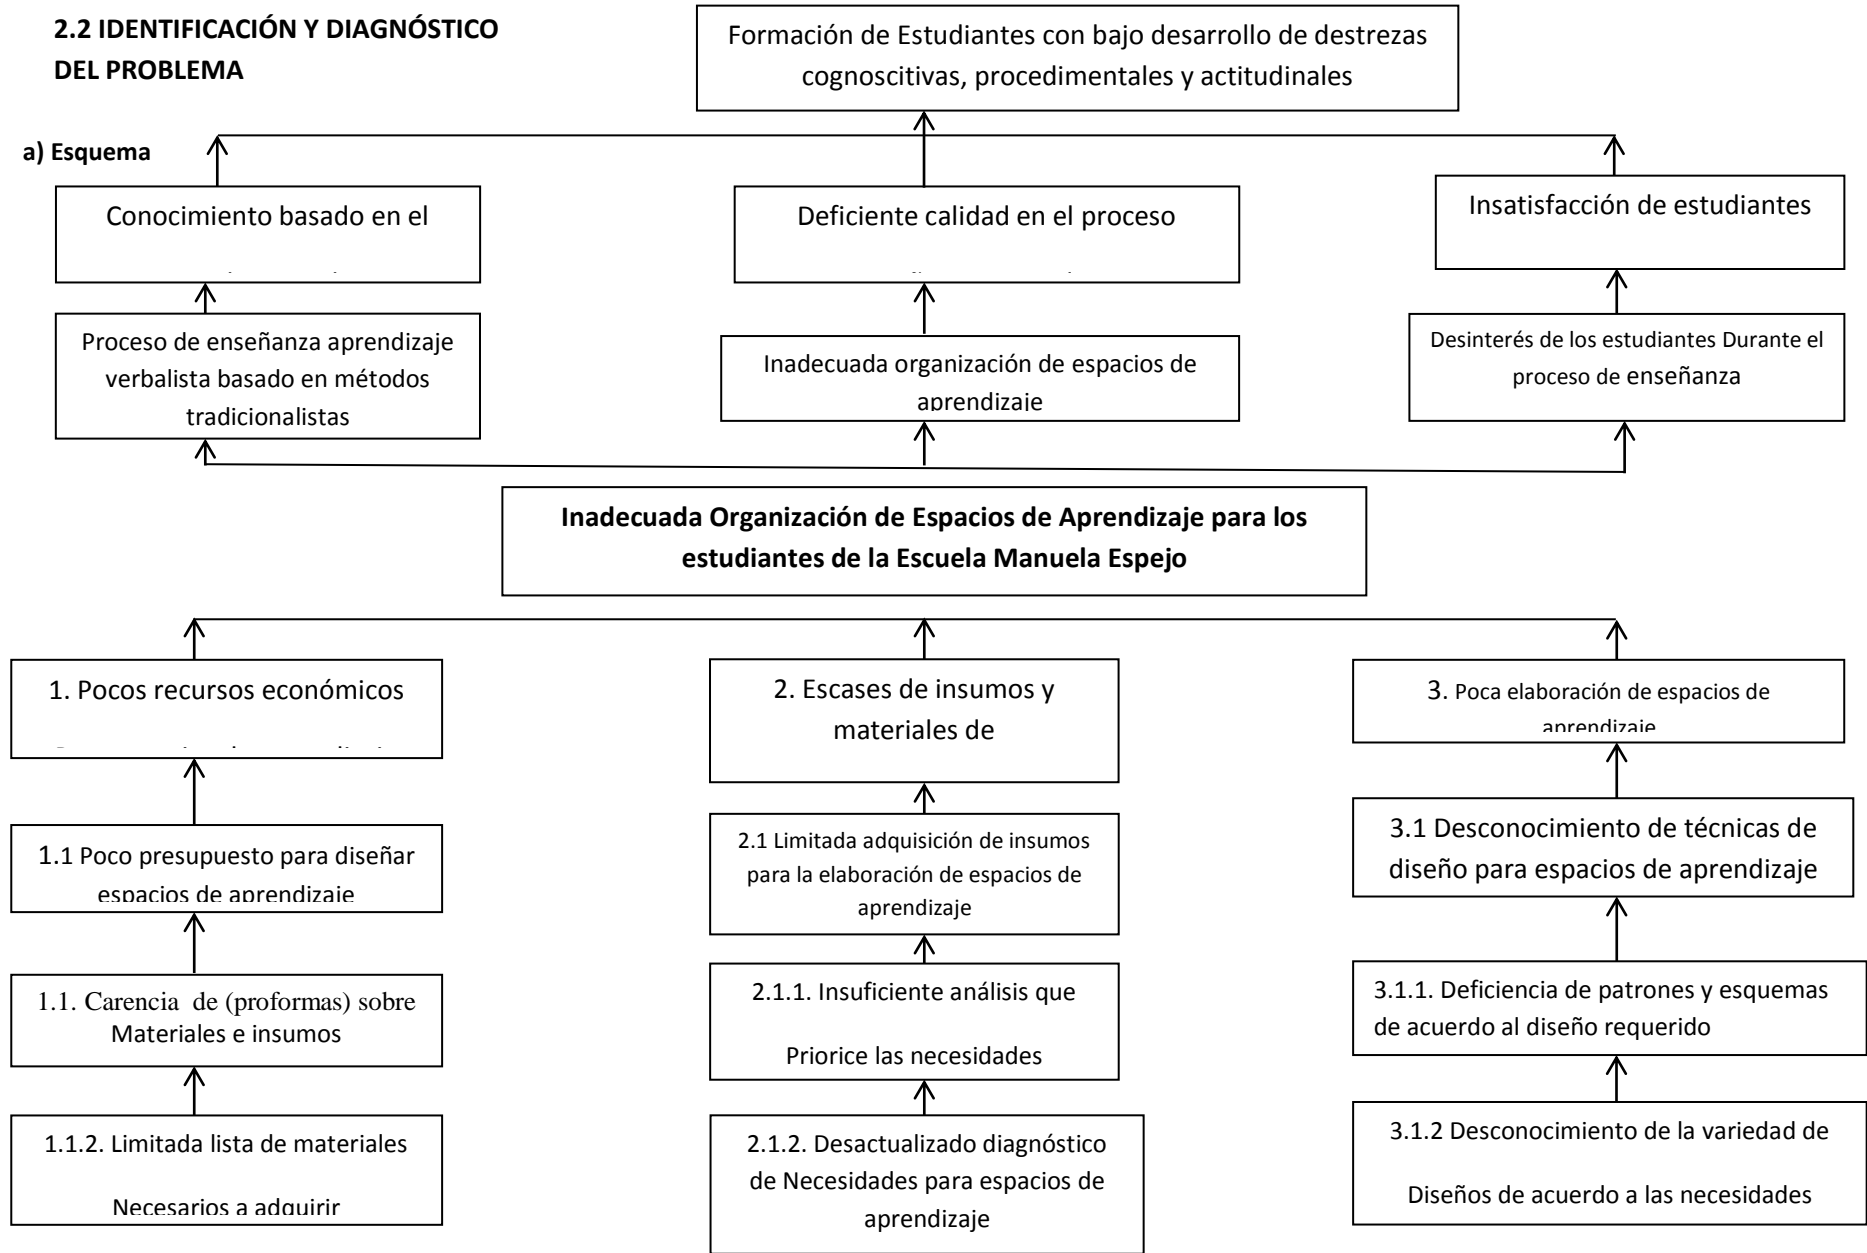 2.2 IDENTIFICACIÓN Y DIAGNÓSTICO
DEL PROBLEMA
Formación de Estudiantes con bajo desarrollo de destrezas
cognoscitivas, procedimentales y actitudinales
a) Esquema
Conocimiento basado en el
Deficiente calidad en el proceso
Insatisfacción de estudiantes
Proceso de enseñanza aprendizaje
verbalista basado en métodos
tradicionalistas
Inadecuada organización de espacios de
aprendizaje
Desinterés de los estudiantes Durante el
proceso de enseñanza
Inadecuada Organización de Espacios de Aprendizaje para los
estudiantes de la Escuela Manuela Espejo
1. Pocos recursos económicos
2. Escases de insumos y
materiales de
3. Poca elaboración de espacios de
aprendizaje
1.1 Poco presupuesto para diseñar
espacios de aprendizaje
2.1 Limitada adquisición de insumos
para la elaboración de espacios de
aprendizaje
3.1 Desconocimiento de técnicas de
diseño para espacios de aprendizaje
1.1. Carencia de (proformas) sobre
Materiales e insumos
2.1.1. Insuficiente análisis que
Priorice las necesidades
3.1.1. Deficiencia de patrones y esquemas
de acuerdo al diseño requerido
1.1.2. Limitada lista de materiales
Necesarios a adquirir
2.1.2. Desactualizado diagnóstico
de Necesidades para espacios de
aprendizaje
3.1.2 Desconocimiento de la variedad de
Diseños de acuerdo a las necesidades